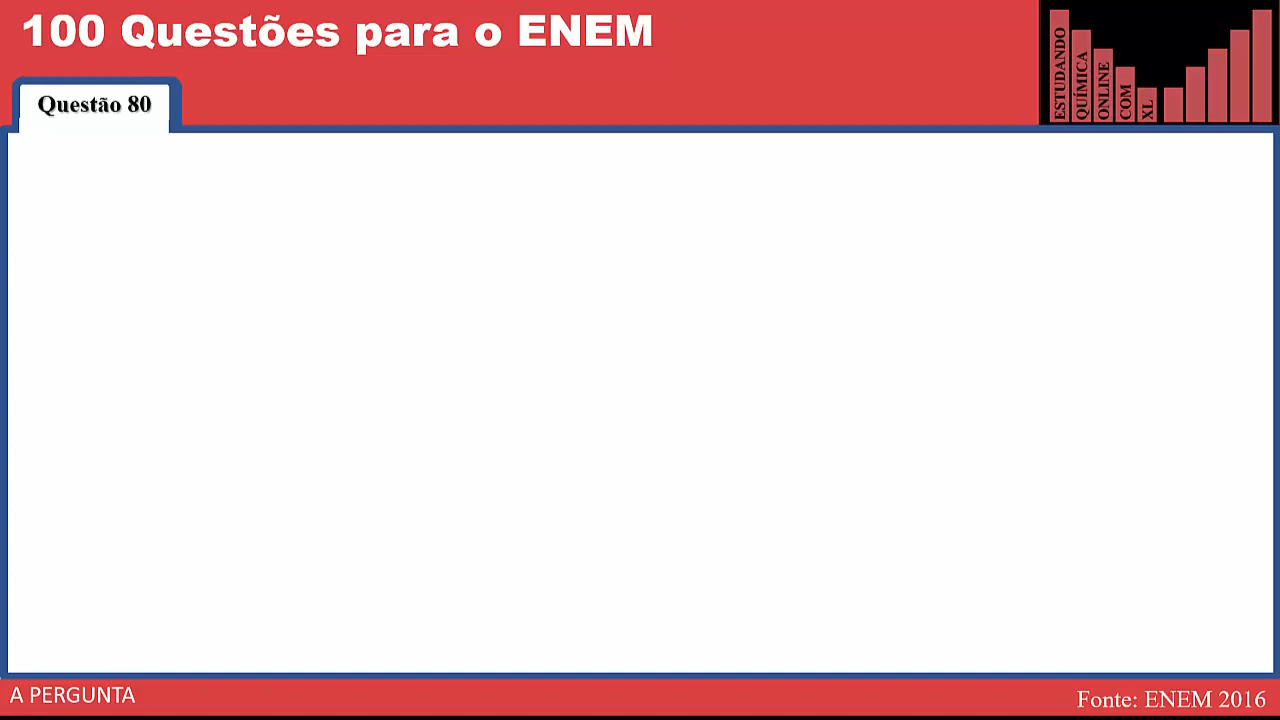 100 Questões para o ENEM
ESTUDANDO
QUÍMICA
ONLINE
COM
XL
Questão 80
A PERGUNTA
Fonte: ENEM 2016